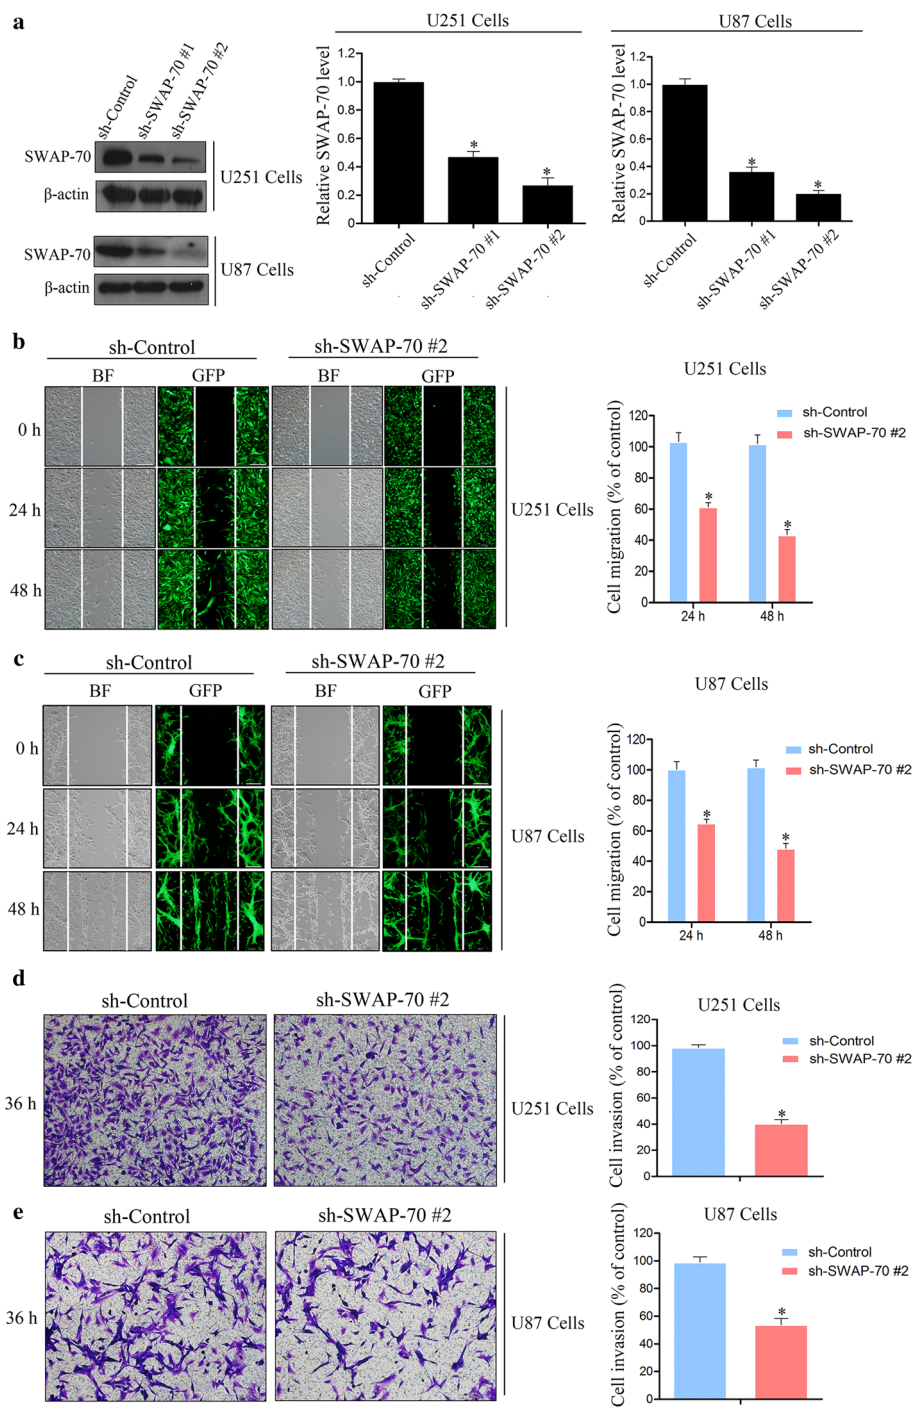 a
sh-Control
sh-SWAP-70 #1
sh-SWAP-70 #2
SWAP-70
β-actin
U251 Cells
SWAP-70
β-actin
U87 Cells
U251 Cells
Relative SWAP-70 level
1.2
1.0
0.8
0.6
0.4
0.2
0
*
*
sh-Control
sh-SWAP-70 #1
sh-SWAP-70 #2
U87 Cells
Relative SWAP-70 level
1.2
1.0
0.8
0.6
0.4
0.2
0
*
*
sh-Control
sh-SWAP-70 #1
sh-SWAP-70 #2
b
sh-Control
sh-SWAP-70 #2
BF
GFP
BF
GFP
0 h
24 h
48 h
U251 Cells
U251 Cells
Cell migration (% of control)
120
100
80
60
40
20
0
sh-Control
sh-SWAP-70 #2
*
*
24 h
48 h
c
sh-Control
sh-SWAP-70 #2
BF
GFP
BF
GFP
0 h
24 h
48 h
U87 Cells
U87 Cells
Cell migration (% of control)
120
100
80
60
40
20
0
sh-Control
sh-SWAP-70 #2
*
*
24 h
48 h
d
sh-Control
sh-SWAP-70 #2
36 h
U251 Cells
U251 Cells
Cell invasion (% of control)
120
100
80
60
40
20
0
sh-Control
sh-SWAP-70 #2
*
e
sh-Control
sh-SWAP-70 #2
36 h
U87 Cells
U87 Cells
Cell invasion (% of control)
120
100
80
60
40
20
0
sh-Control
sh-SWAP-70 #2
*